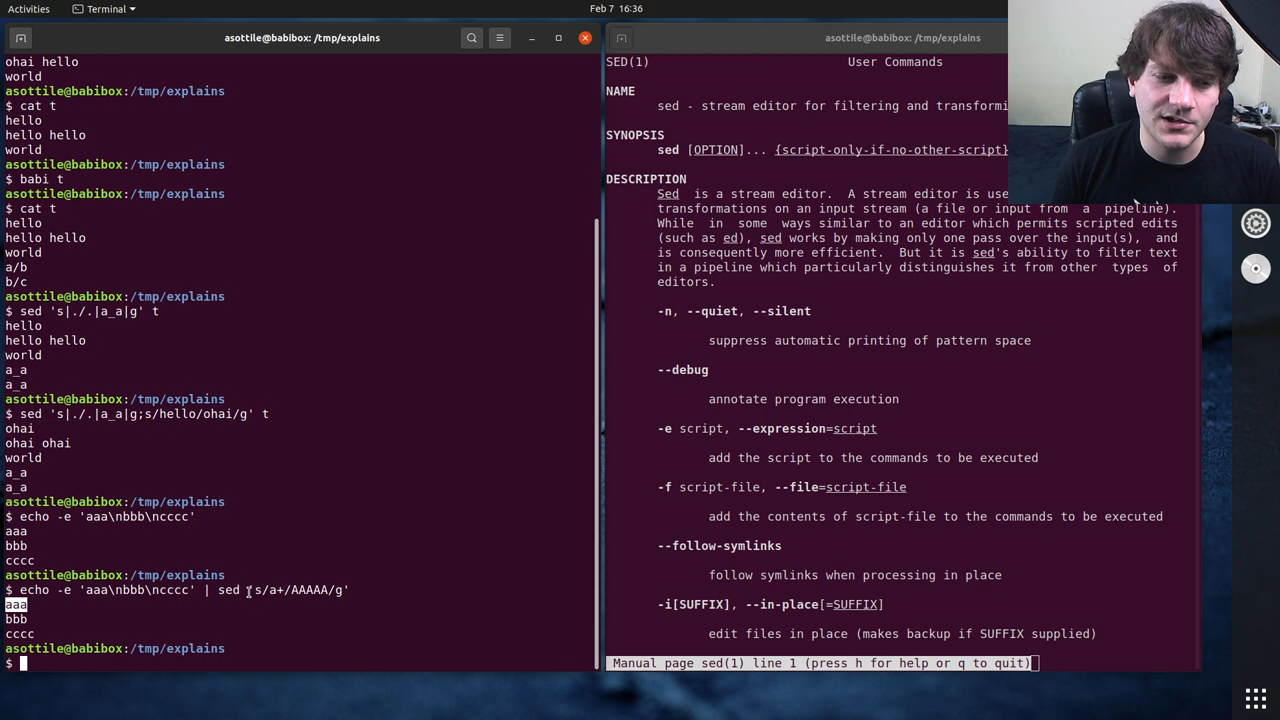 Activities
Terminal
Feb 7 16:36
asottile@babibox: /tmp/explains
ohai hello
world
asottile@babibox:/tmp/explains
$ cat t
hello
hello hello
world
asottile@babibox:/tmp/explains
$ babi t
asottile@babibox:/tmp/explains
$ cat t
hello
hello hello
world
a/b
b/c
asottile@babibox:/tmp/explains
$ sed 's|./.|a_a|g' t
hello
hello hello
world
a_a
a_a
asottile@babibox:/tmp/explains
$ sed 's|./.|a_a|g;s/hello/ohai/g' t
ohai
ohai ohai
world
a_a
a_a
asottile@babibox:/tmp/explains
$ echo -e 'aaa\nbbb\ncccc'
aaa
bbb
cccc
asottile@babibox:/tmp/explains
$ echo -e 'aaa\nbbb\ncccc' | sed 's/a+/AAAAA/g'
aaa
bbb
cccc
asottile@babibox:/tmp/explains
$
asottile@babibox: /tmp/explains
SED(1) User Commands
NAME
sed - stream editor for filtering and transformi
SYNOPSIS
sed [OPTION]... {script-only-if-no-other-script}
DESCRIPTION
Sed is a stream editor. A stream editor is use
transformations on an input stream (a file or input from a pipeline).
While in some ways similar to an editor which permits scripted edits
(such as ed), sed works by making only one pass over the input(s), and
is consequently more efficient. But it is sed's ability to filter text
in a pipeline which particularly distinguishes it from other types of
editors.
-n, --quiet, --silent
suppress automatic printing of pattern space
--debug
annotate program execution
-e script, --expression=script
add the script to the commands to be executed
-f script-file, --file=script-file
add the contents of script-file to the commands to be executed
--follow-symlinks
follow symlinks when processing in place
-i[SUFFIX], --in-place[=SUFFIX]
edit files in place (makes backup if SUFFIX supplied)
Manual page sed(1) line 1 (press h for help or q to quit)